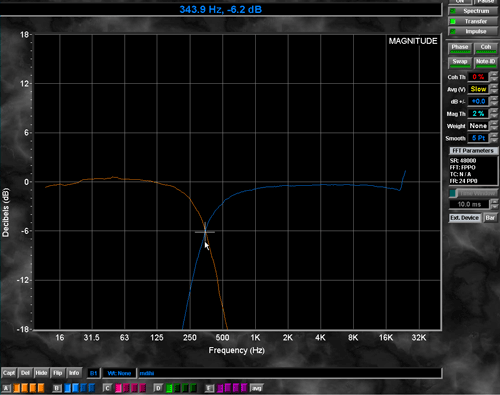 On Pause
343.9 Hz, -6.2 dB
Spectrum
Transfer
Impulse
MAGNITUDE
Phase Coh
Swap Note ID
Coh Th 0 %
Avg (V) Slow
dB +/- +0.0
Mag Th 2 %
Weight None
Smooth 5 Pt
FFT Parameters
SR: 48000
FFT: FPPO
TC: N / A
FR: 24 PPO
10.0 ms
Ext. Device Bar
Decibels (dB)
18
12
6
0
-6
-12
-18
16 31.5 63 125 250 500 1K 2K 4K 8K 16K 32K
Frequency (Hz)
Capt Del Hide Flip Info B1 Wt: None
A B C D E avg